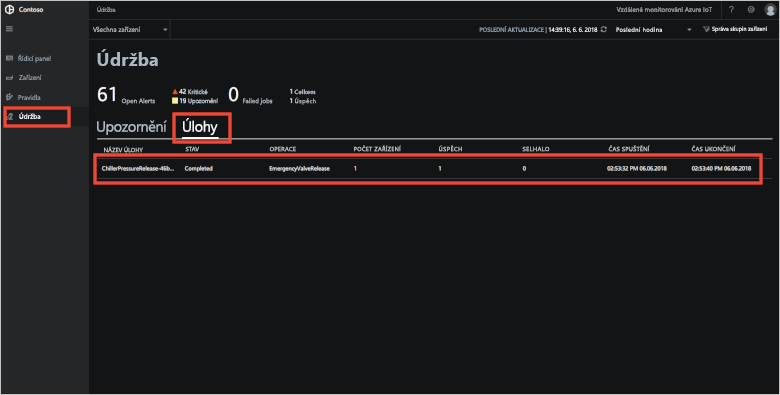 Contoso
Údržba
Vzdálené monitorování Azure IoT
?
Všechna zařízení
POSLEDNÍ AKTUALIZACE | 14:39:16, 6. 6. 2018
Poslední hodina
Správa skupin zařízení
Řídicí panel
Zařízení
Pravidla
Údržba
Údržba
61 Open Alerts
42 Kritické
19 Upozornění
0 Failed jobs
1 Celkem
1 Úspěch
Upozornění Úlohy
NÁZEV ÚLOHY STAV OPERACE POČET ZAŘÍZENÍ ÚSPĚCH SELHALO ČAS SPUŠTĚNÍ ČAS UKONČENÍ
ChillerPressureRelease-46b... Completed EmergencyValveRelease 1 1 0 02:53:32 PM 06.06.2018 02:53:40 PM 06.06.2018